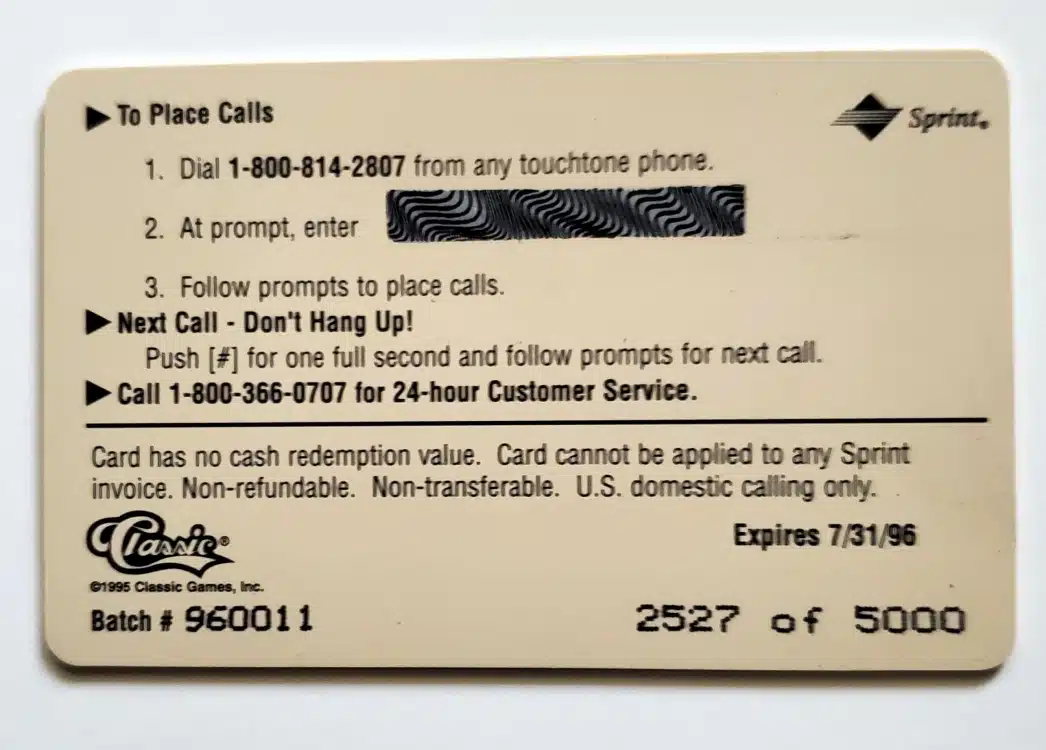 ▶ To Place Calls
Sprint®
1. Dial 1-800-814-2807 from any touchtone phone.
2. At prompt, enter
3. Follow prompts to place calls.
▶ Next Call - Don't Hang Up!
Push [#] for one full second and follow prompts for next call.
▶ Call 1-800-366-0707 for 24-hour Customer Service.
Card has no cash redemption value. Card cannot be applied to any Sprint
invoice. Non-refundable. Non-transferable. U.S. domestic calling only.
Classic®
Expires 7/31/96
©1995 Classic Games, Inc.
Batch # 960011
2527 of 5000